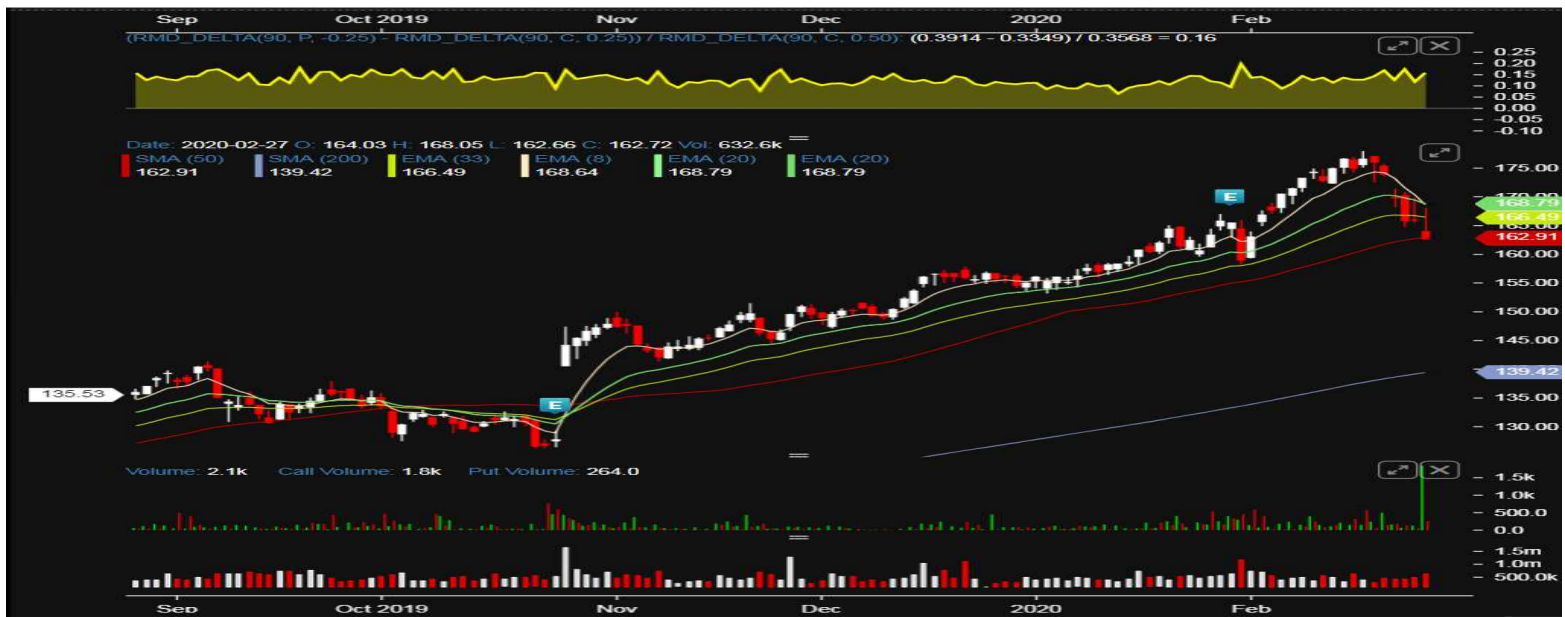 Sep Oct 2019 Nov Dec 2020 Feb
(RMD_DELTA(90, P, -0.25) - RMD_DELTA(90, C, 0.25)) / RMD_DELTA(90, C, 0.50): (0.3914 - 0.3349) / 0.3568 = 0.16
0.25
0.20
0.15
0.10
0.05
0.00
-0.05
-0.10
Date: 2020-02-27 O: 164.03 H: 168.05 L: 162.66 C: 162.72 Vol: 632.6k
SMA (50) SMA (200) EMA (33) EMA (8) EMA (20) EMA (20)
162.91 139.42 166.49 168.64 168.79 168.79
175.00
170.00
E
168.79
166.49
165.00
162.91
160.00
155.00
150.00
145.00
139.42
135.53
135.00
E
130.00
Volume: 2.1k Call Volume: 1.8k Put Volume: 264.0
1.5k
1.0k
500.0
0.0
1.5m
1.0m
500.0k
Sep Oct 2019 Nov Dec 2020 Feb